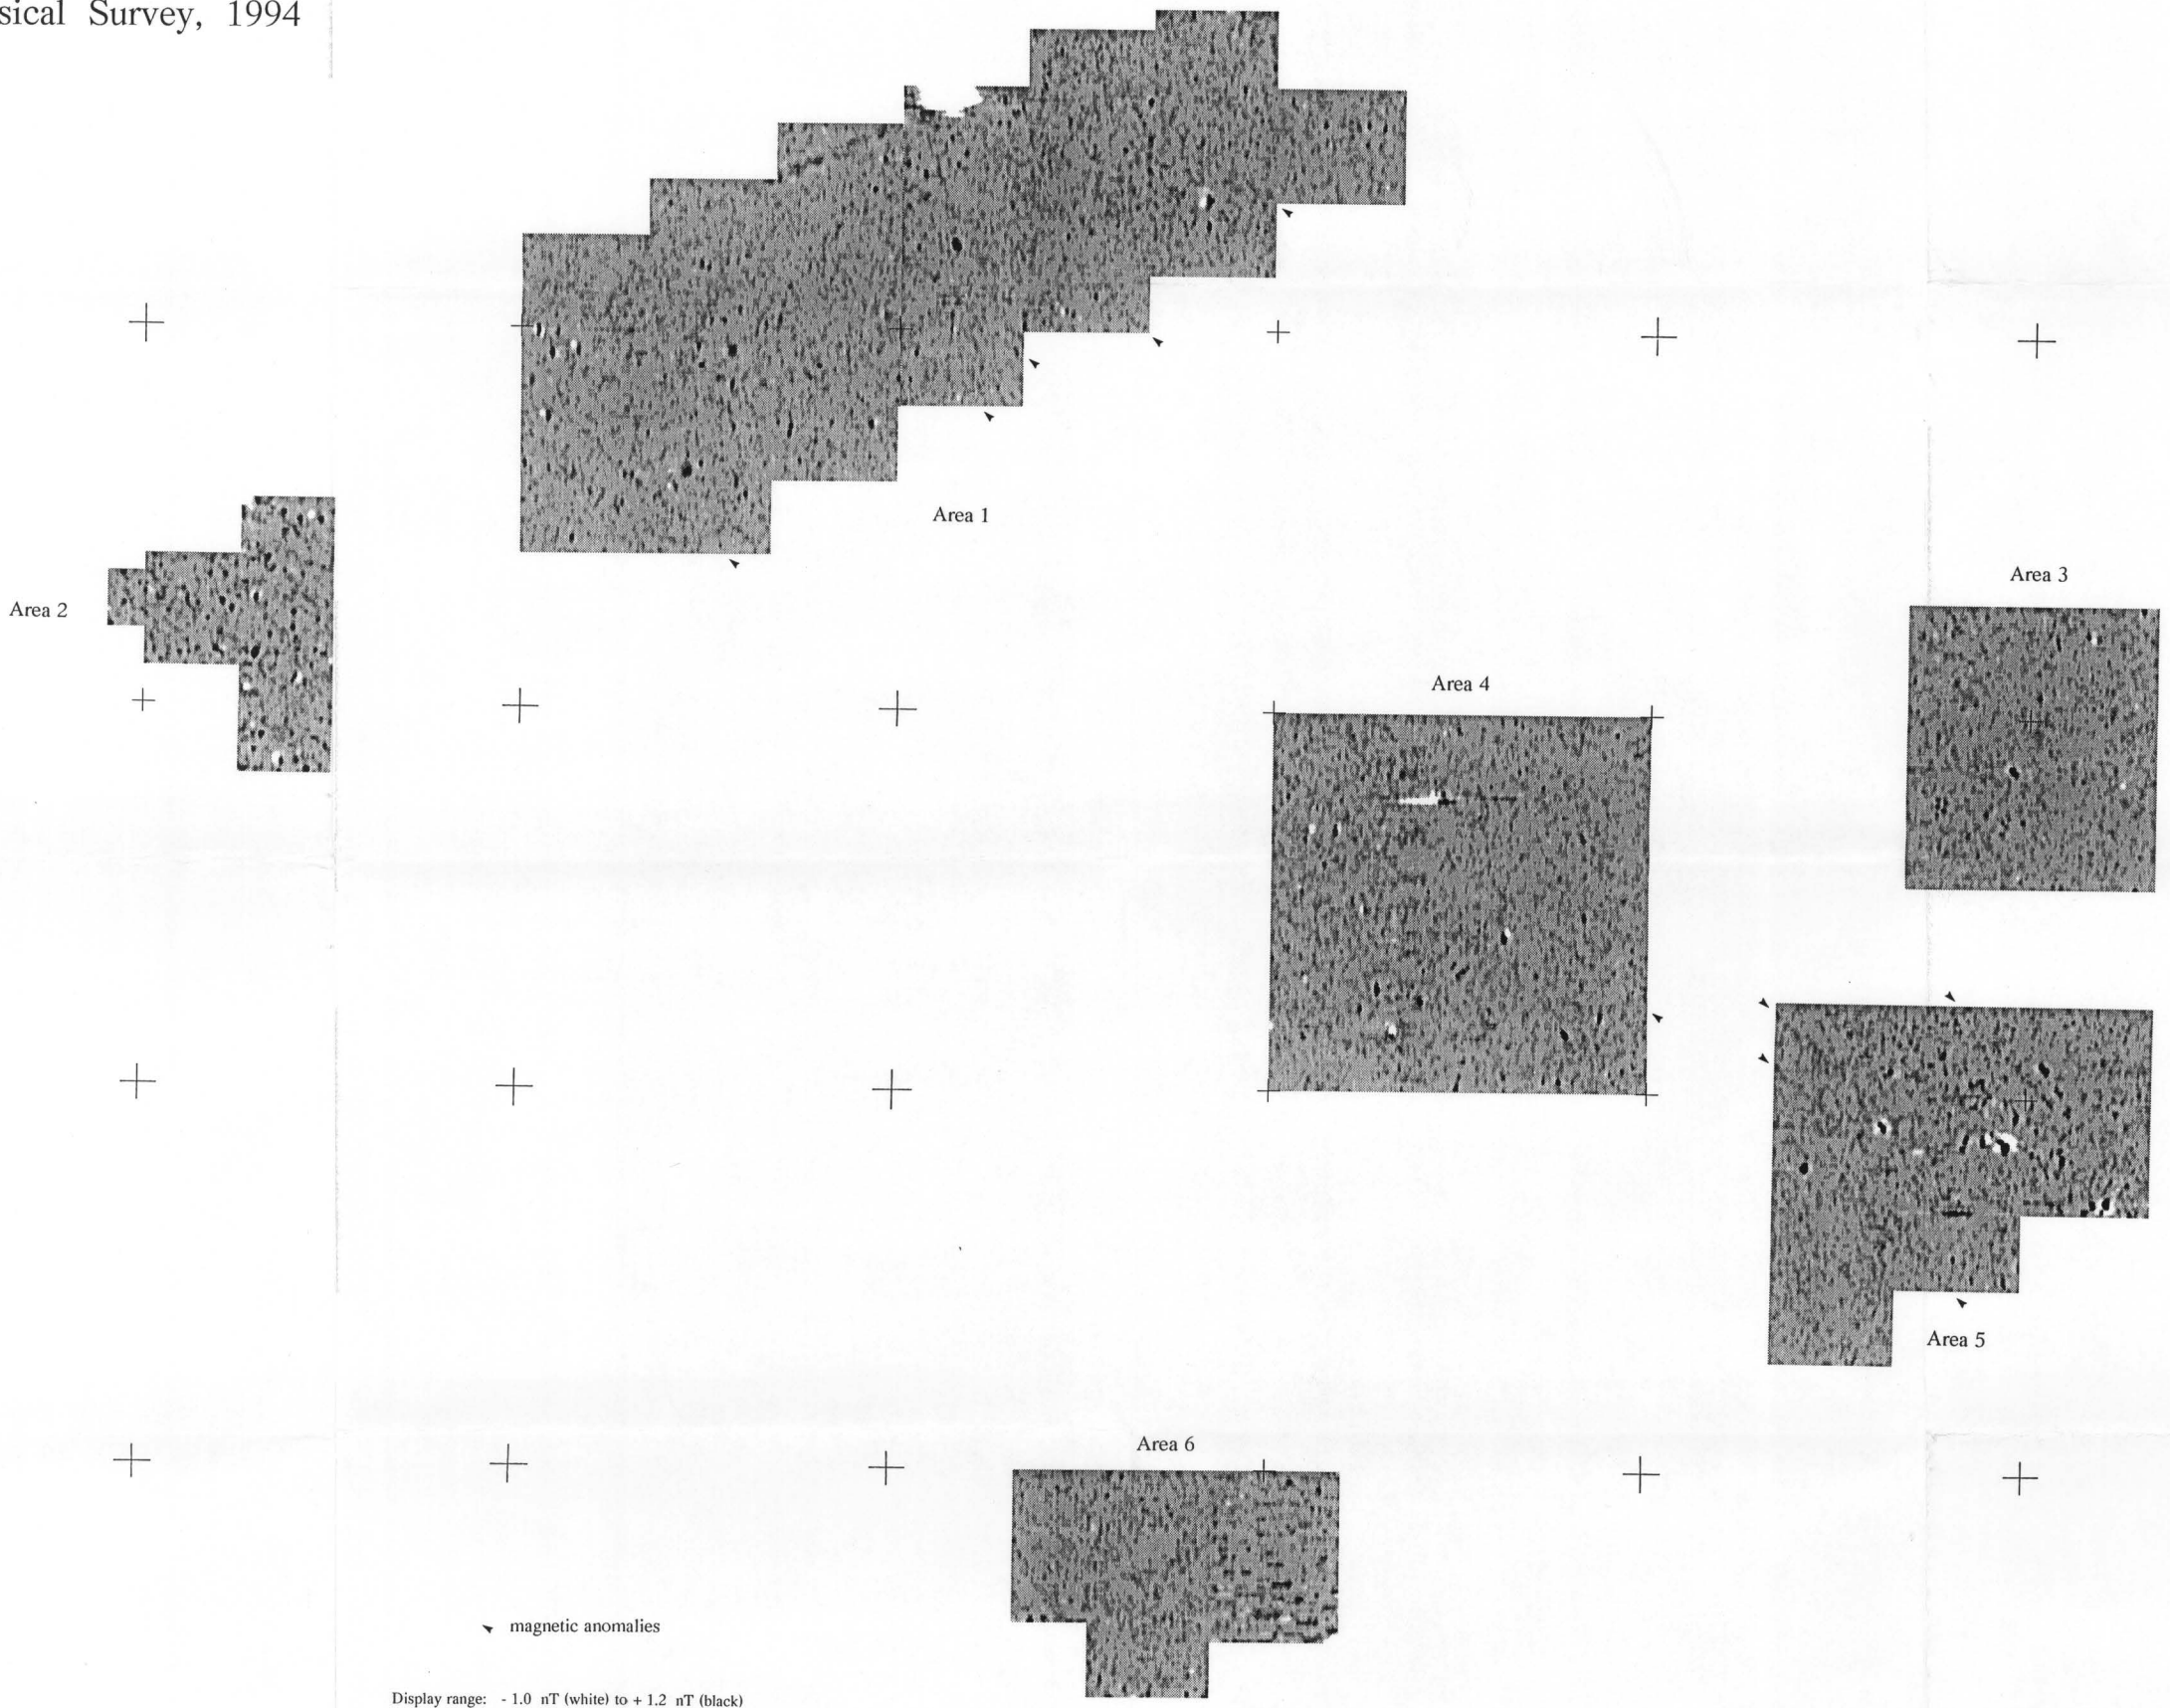 Survey, 1994
Area 1
Area 3
Area 2
Area 4
Area 5
Area 6
magnetic anomalies
Display range: - 1.0 nT (white) to + 1.2 nT (black)